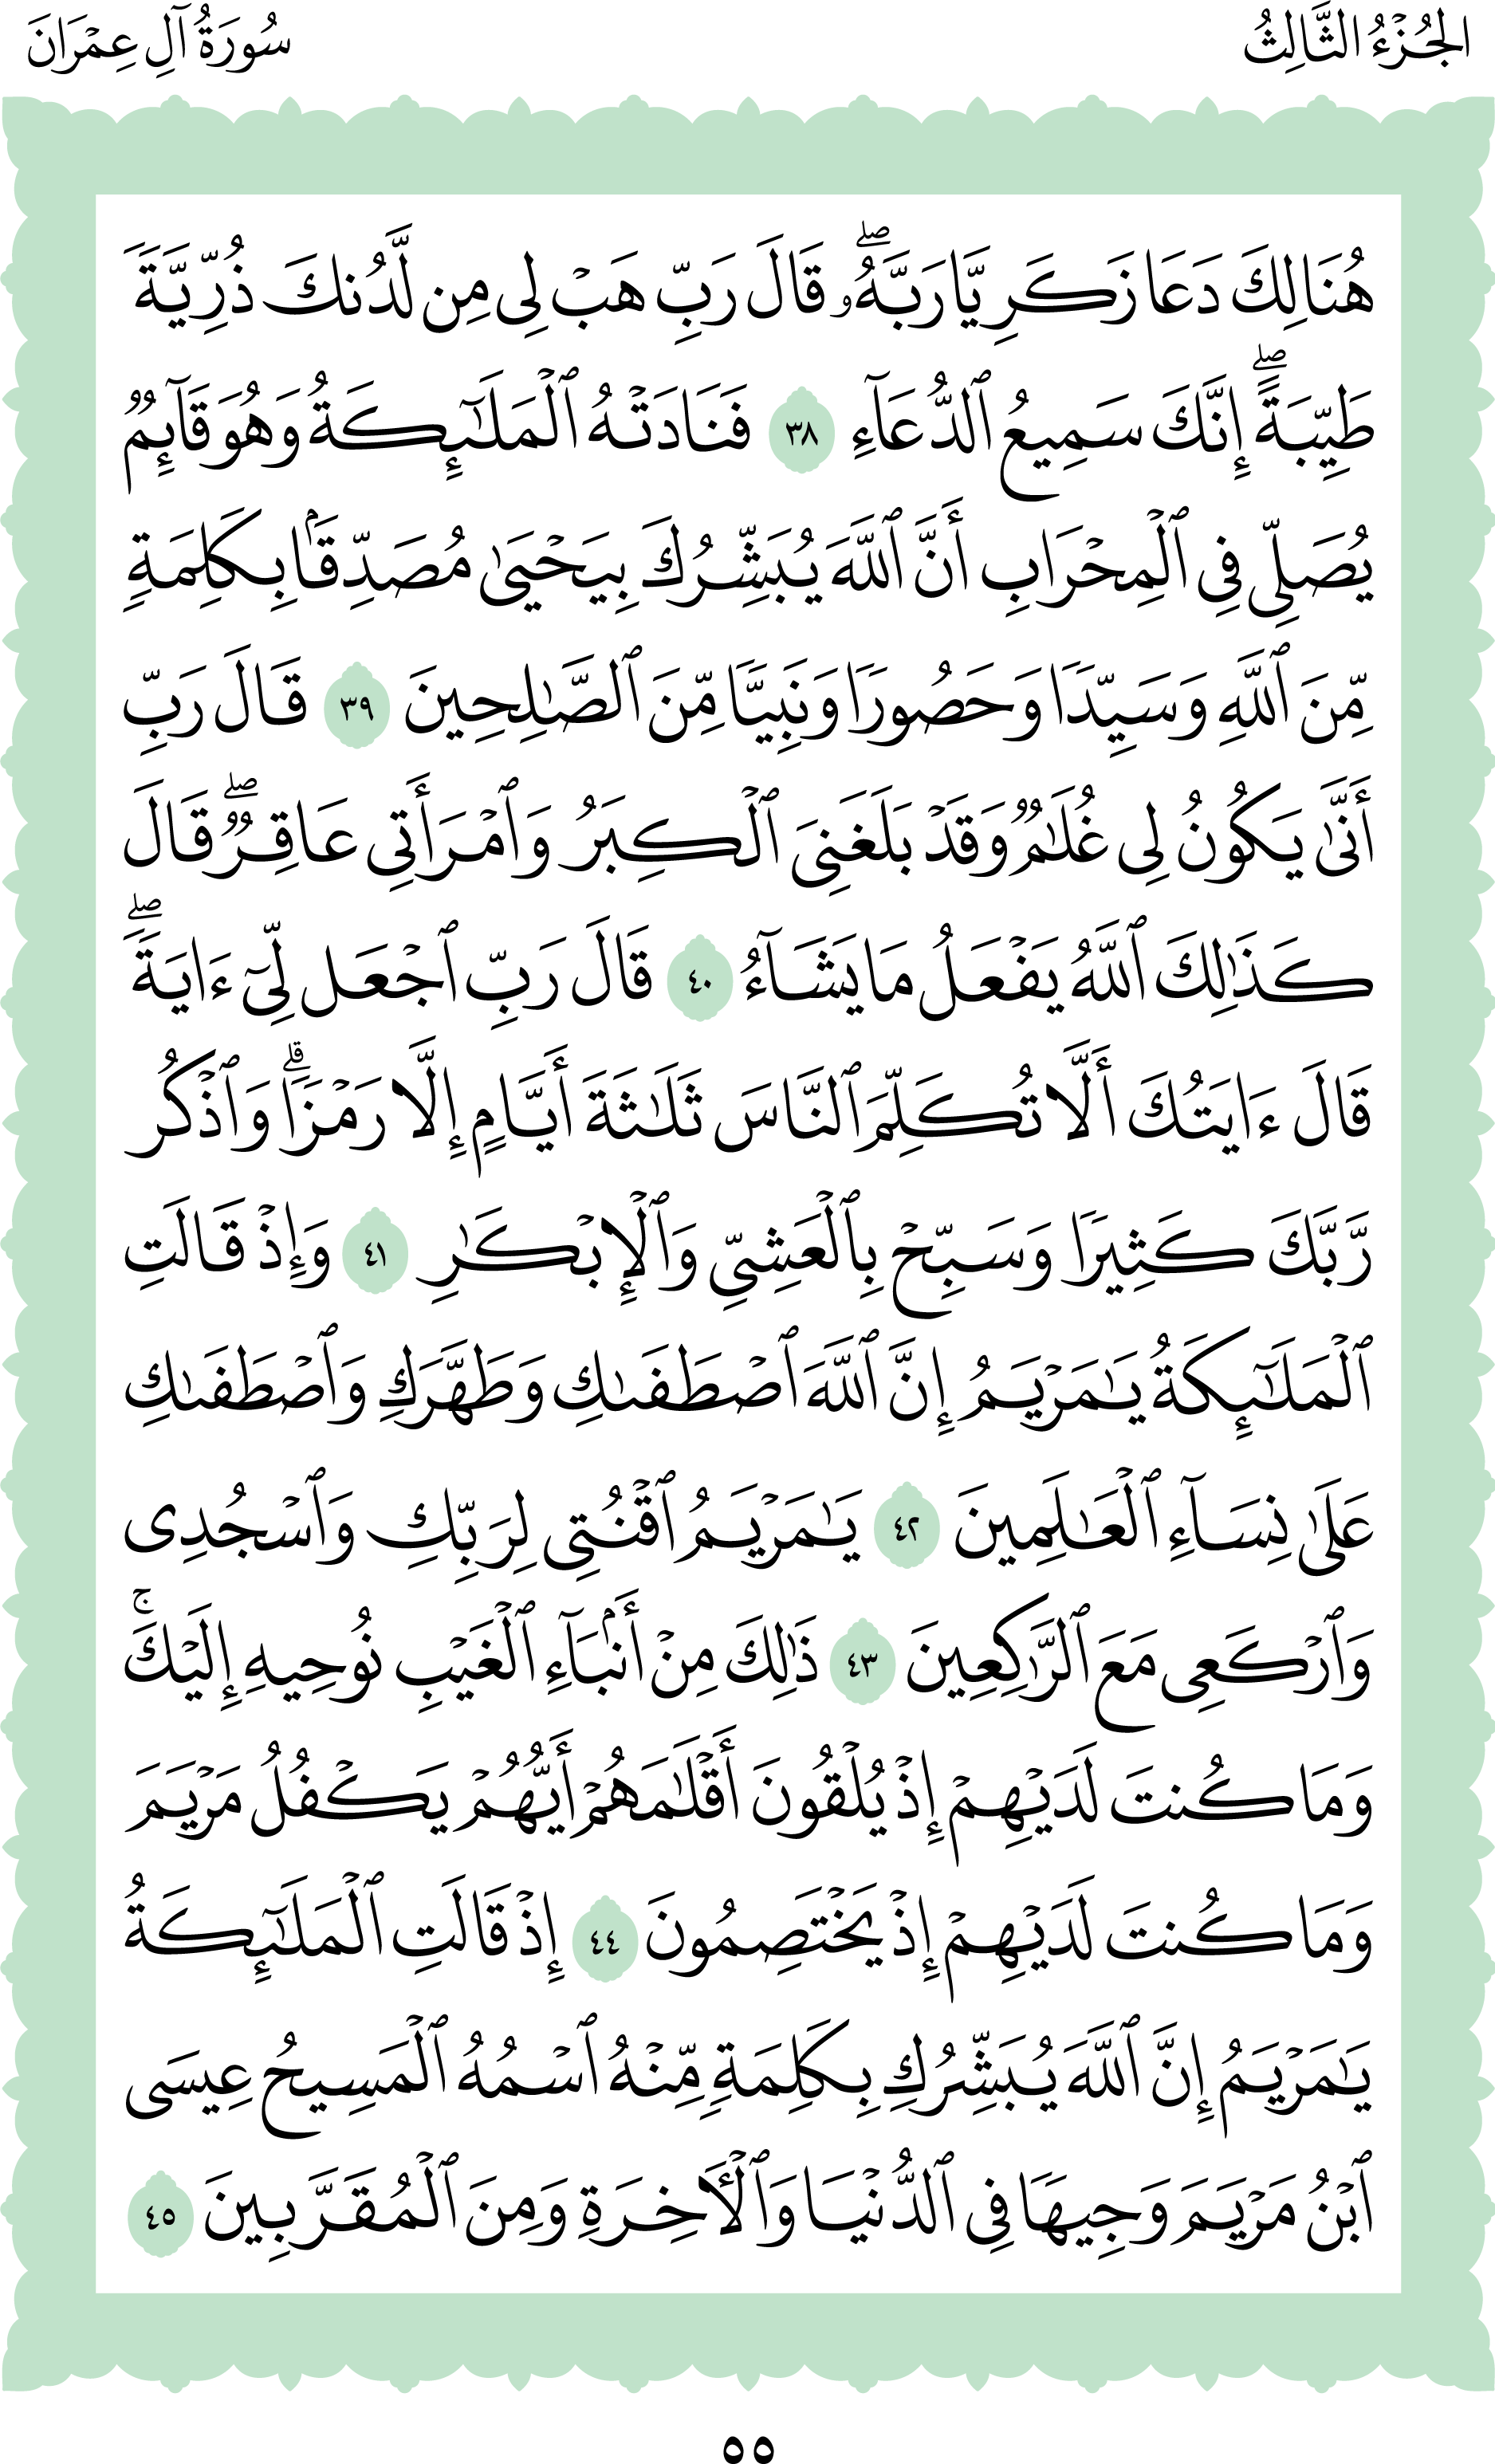 الجُزْءُ الثَّالِثُ
سُورَةُ آلِ عِمْرَانَ
هُنَالِكَ دَعَا زَكَرِيَّا رَبَّهُۥۖ قَالَ رَبِّ هَبْ لِى مِن لَّدُنكَ ذُرِّيَّةً
طَيِّبَةًۖ إِنَّكَ سَمِيعُ ٱلدُّعَآءِ ٣٨ فَنَادَتْهُ ٱلْمَلَـٰٓئِكَةُ وَهُوَ قَآئِمٌ
يُصَلِّى فِى ٱلْمِحْرَابِ أَنَّ ٱللَّهَ يُبَشِّرُكَ بِيَحْيَىٰ مُصَدِّقًۢا بِكَلِمَةٍ
مِّنَ ٱللَّهِ وَسَيِّدًا وَحَصُورًا وَنَبِيًّا مِّنَ ٱلصَّـٰلِحِينَ ٣٩ قَالَ رَبِّ
أَنَّىٰ يَكُونُ لِى غُلَـٰمٌ وَقَدْ بَلَغَنِىَ ٱلْكِبَرُ وَٱمْرَأَتِى عَاقِرٌۖ قَالَ
كَذَٰلِكَ ٱللَّهُ يَفْعَلُ مَا يَشَآءُ ٤٠ قَالَ رَبِّ ٱجْعَل لِّىٓ ءَايَةًۖ
قَالَ ءَايَتُكَ أَلَّا تُكَلِّمَ ٱلنَّاسَ ثَلَـٰثَةَ أَيَّامٍ إِلَّا رَمْزًاۗ وَٱذْكُر
رَّبَّكَ كَثِيرًا وَسَبِّحْ بِٱلْعَشِىِّ وَٱلْإِبْكَـٰرِ ٤١ وَإِذْ قَالَتِ
ٱلْمَلَـٰٓئِكَةُ يَـٰمَرْيَمُ إِنَّ ٱللَّهَ ٱصْطَفَىٰكِ وَطَهَّرَكِ وَٱصْطَفَىٰكِ
عَلَىٰ نِسَآءِ ٱلْعَـٰلَمِينَ ٤٢ يَـٰمَرْيَمُ ٱقْنُتِى لِرَبِّكِ وَٱسْجُدِى
وَٱرْكَعِى مَعَ ٱلرَّٰكِعِينَ ٤٣ ذَٰلِكَ مِنْ أَنۢبَآءِ ٱلْغَيْبِ نُوحِيهِ إِلَيْكَۚ
وَمَا كُنتَ لَدَيْهِمْ إِذْ يُلْقُونَ أَقْلَـٰمَهُمْ أَيُّهُمْ يَكْفُلُ مَرْيَمَ
وَمَا كُنتَ لَدَيْهِمْ إِذْ يَخْتَصِمُونَ ٤٤ إِذْ قَالَتِ ٱلْمَلَـٰٓئِكَةُ
يَـٰمَرْيَمُ إِنَّ ٱللَّهَ يُبَشِّرُكِ بِكَلِمَةٍ مِّنْهُ ٱسْمُهُ ٱلْمَسِيحُ عِيسَى
ٱبْنُ مَرْيَمَ وَجِيهًا فِى ٱلدُّنْيَا وَٱلْـَٔاخِرَةِ وَمِنَ ٱلْمُقَرَّبِينَ ٤٥
٥٥